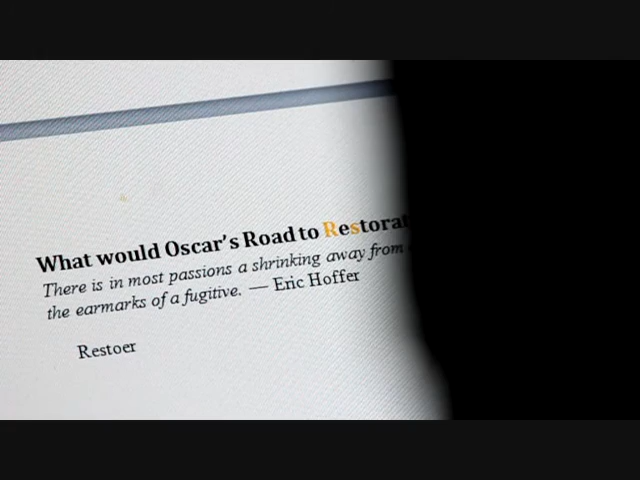 What would Oscar's Road to Restorat
There is in most passions a shrinking away from
the earmarks of a fugitive. — Eric Hoffer
Restoer